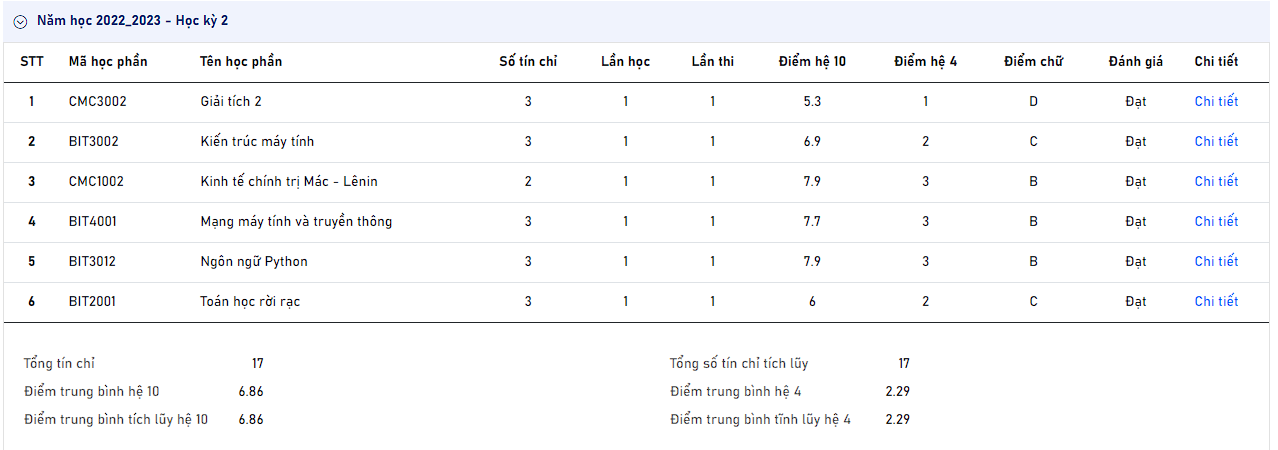 Năm học 2022_2023 - Học kỳ 2
STT Mã học phần Tên học phần Số tín chỉ Lần học Lần thi Điểm hệ 10 Điểm hệ 4 Điểm chữ Đánh giá Chi tiết
1 CMC3002 Giải tích 2 3 1 1 5.3 1 D Đạt Chi tiết
2 BIT3002 Kiến trúc máy tính 3 1 1 6.9 2 C Đạt Chi tiết
3 CMC1002 Kinh tế chính trị Mác - Lênin 2 1 1 7.9 3 B Đạt Chi tiết
4 BIT4001 Mạng máy tính và truyền thông 3 1 1 7.7 3 B Đạt Chi tiết
5 BIT3012 Ngôn ngữ Python 3 1 1 7.9 3 B Đạt Chi tiết
6 BIT2001 Toán học rời rạc 3 1 1 6 2 C Đạt Chi tiết
Tổng tín chỉ 17 Tổng số tín chỉ tích lũy 17
Điểm trung bình hệ 10 6.86 Điểm trung bình hệ 4 2.29
Điểm trung bình tích lũy hệ 10 6.86 Điểm trung bình tĩnh lũy hệ 4 2.29